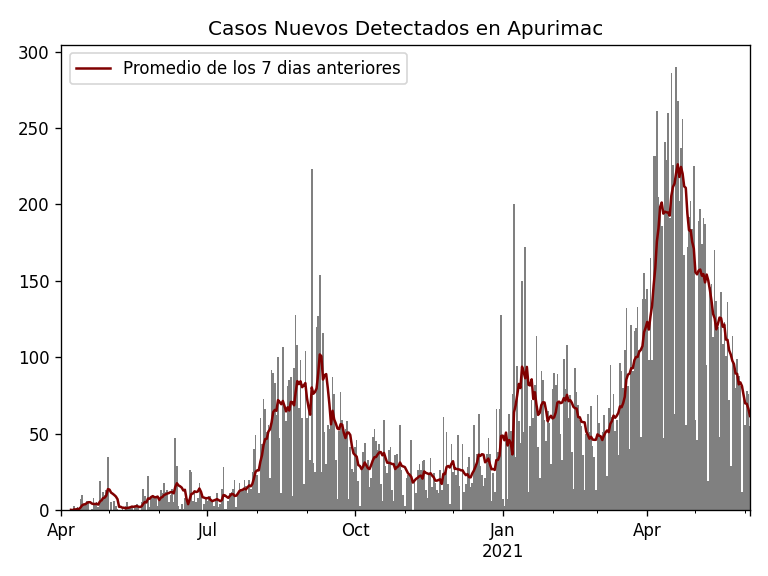 Casos Nuevos Detectados en Apurimac
Promedio de los 7 dias anteriores
300
250
200
150
100
50
0
Apr Jul Oct Jan Apr
2021